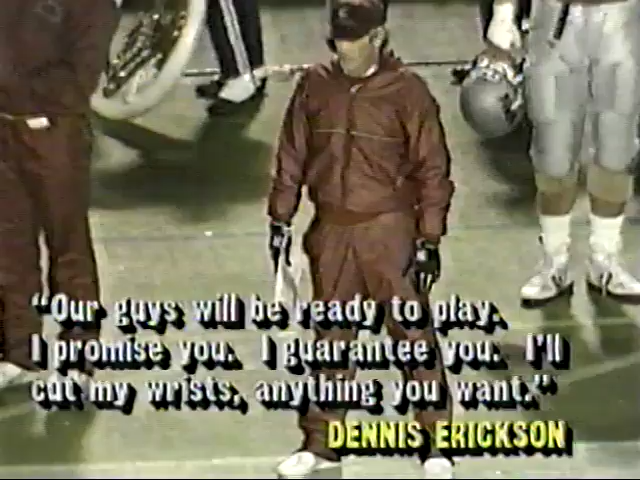 “Our guys will be ready to play.
I promise you.  I guarantee you.  I'll
cut my wrists, anything you want.”
DENNIS ERICKSON